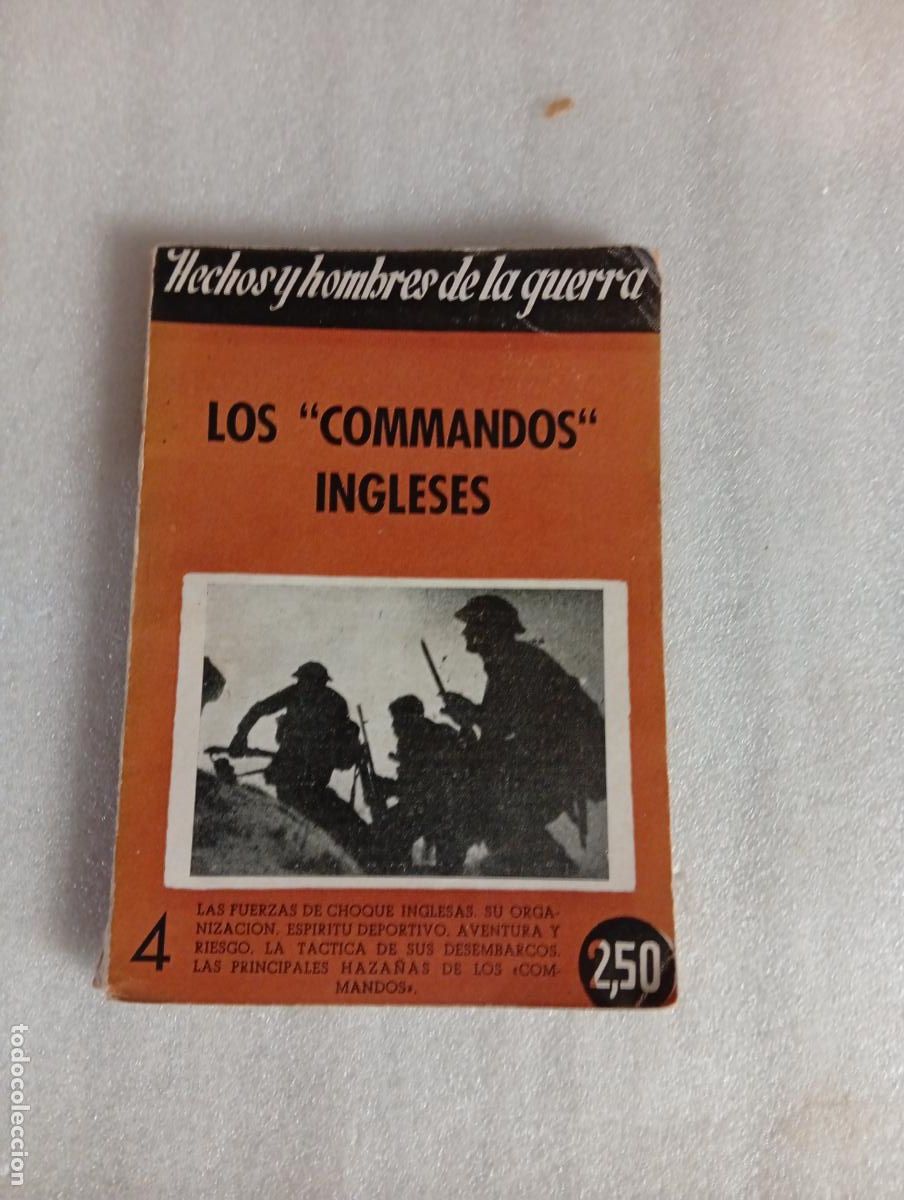 Hechos y hombres de la guerra
LOS "COMMANDOS"
INGLESES
4
LAS FUERZAS DE CHOQUE INGLESAS. SU ORGA-
NIZACION. ESPIRITU DEPORTIVO. AVENTURA Y
RIESGO. LA TACTICA DE SUS DESEMBARCOS.
LAS PRINCIPALES HAZAÑAS DE LOS «COM-
MANDOS».
2,50
todocoleccion